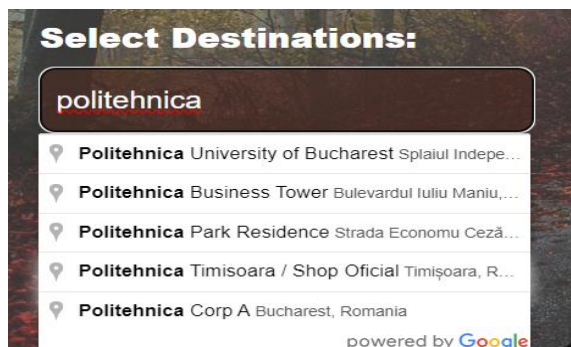 Select Destinations:
politehnica
Politehnica University of Bucharest Splaiul Indepe...
Politehnica Business Tower Bulevardul Iuliu Maniu,...
Politehnica Park Residence Strada Economu Ceză...
Politehnica Timisoara / Shop Oficial Timișoara, R...
Politehnica Corp A Bucharest, Romania
powered by Google